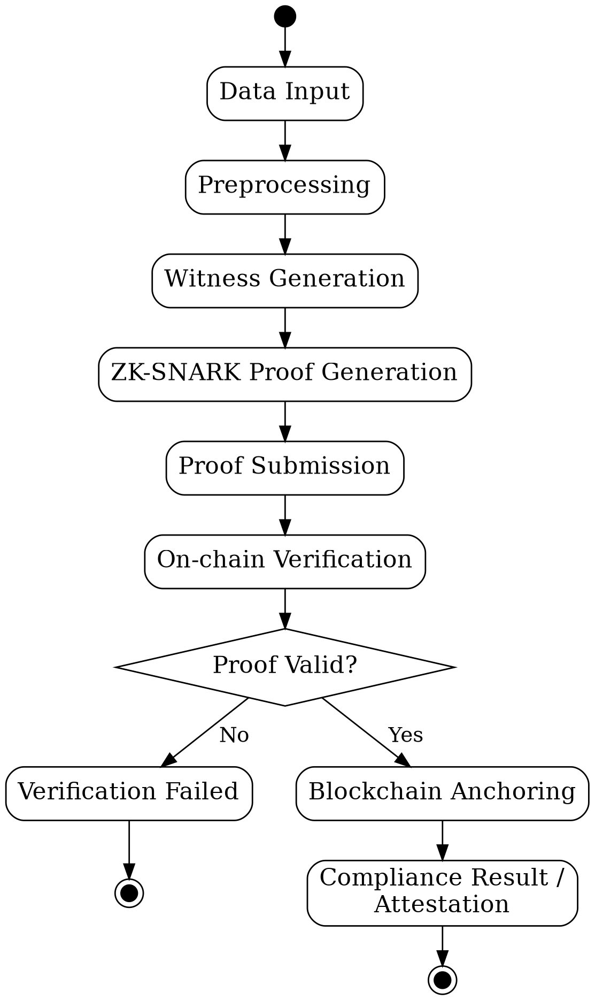 Data Input
Preprocessing
Witness Generation
ZK-SNARK Proof Generation
Proof Submission
On-chain Verification
Proof Valid?
No
Yes
Verification Failed
Blockchain Anchoring
Compliance Result /
Attestation